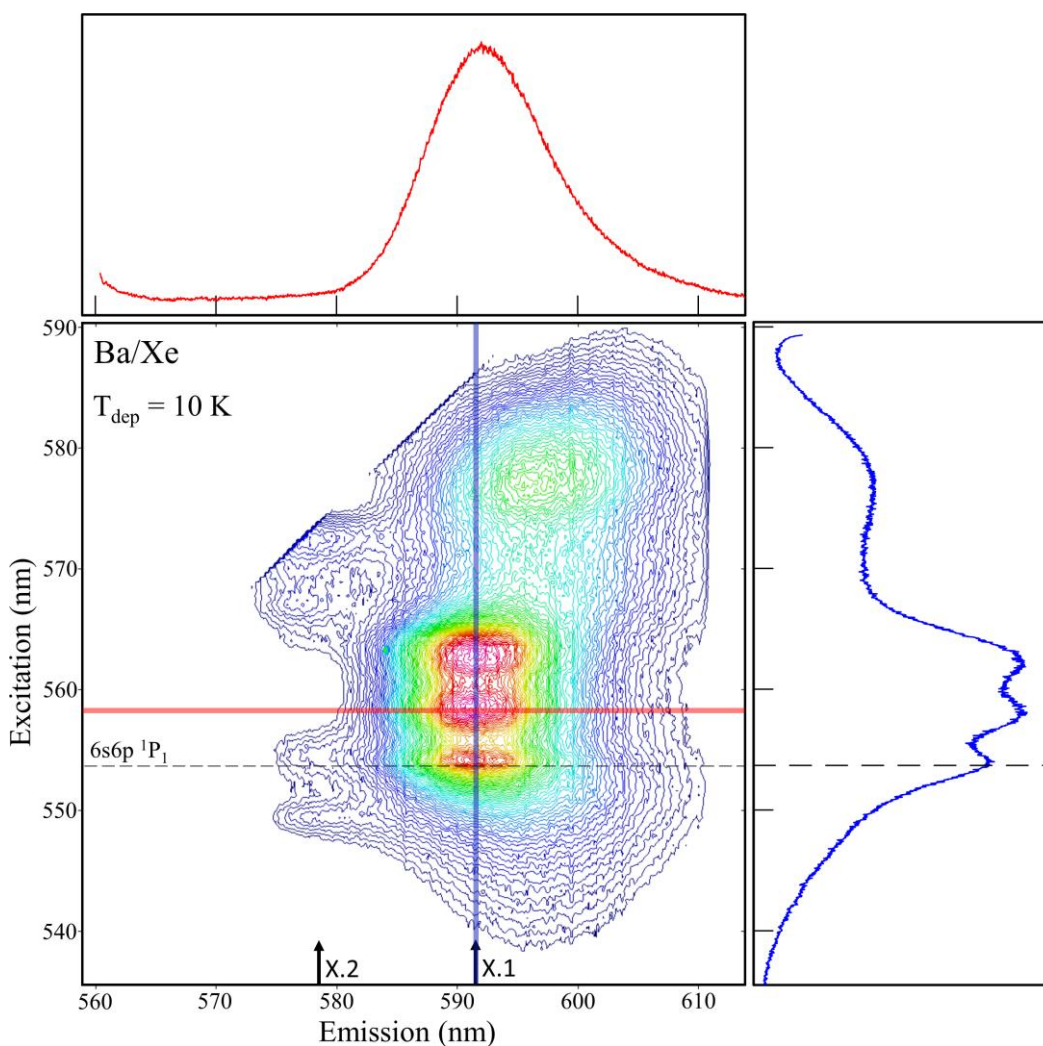 590
Ba/Xe
T_dep = 10 K
580
570
560
6s6p ¹P₁
550
540
X.2
X.1
560 570 580 590 600 610
Excitation (nm)
Emission (nm)